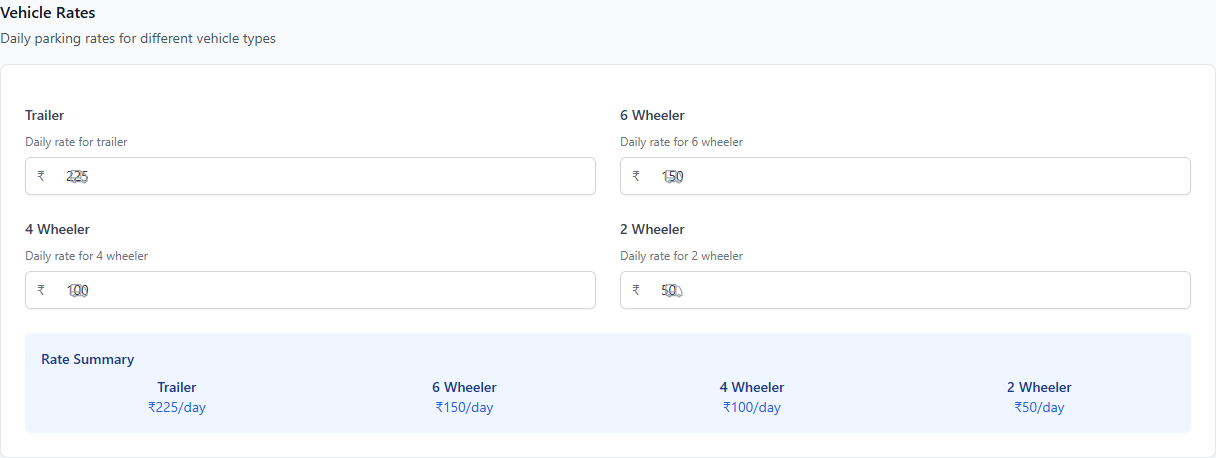 Vehicle Rates
Daily parking rates for different vehicle types
Trailer
Daily rate for trailer
₹ 225
6 Wheeler
Daily rate for 6 wheeler
₹ 150
4 Wheeler
Daily rate for 4 wheeler
₹ 100
2 Wheeler
Daily rate for 2 wheeler
₹ 50
Rate Summary
Trailer
₹225/day
6 Wheeler
₹150/day
4 Wheeler
₹100/day
2 Wheeler
₹50/day